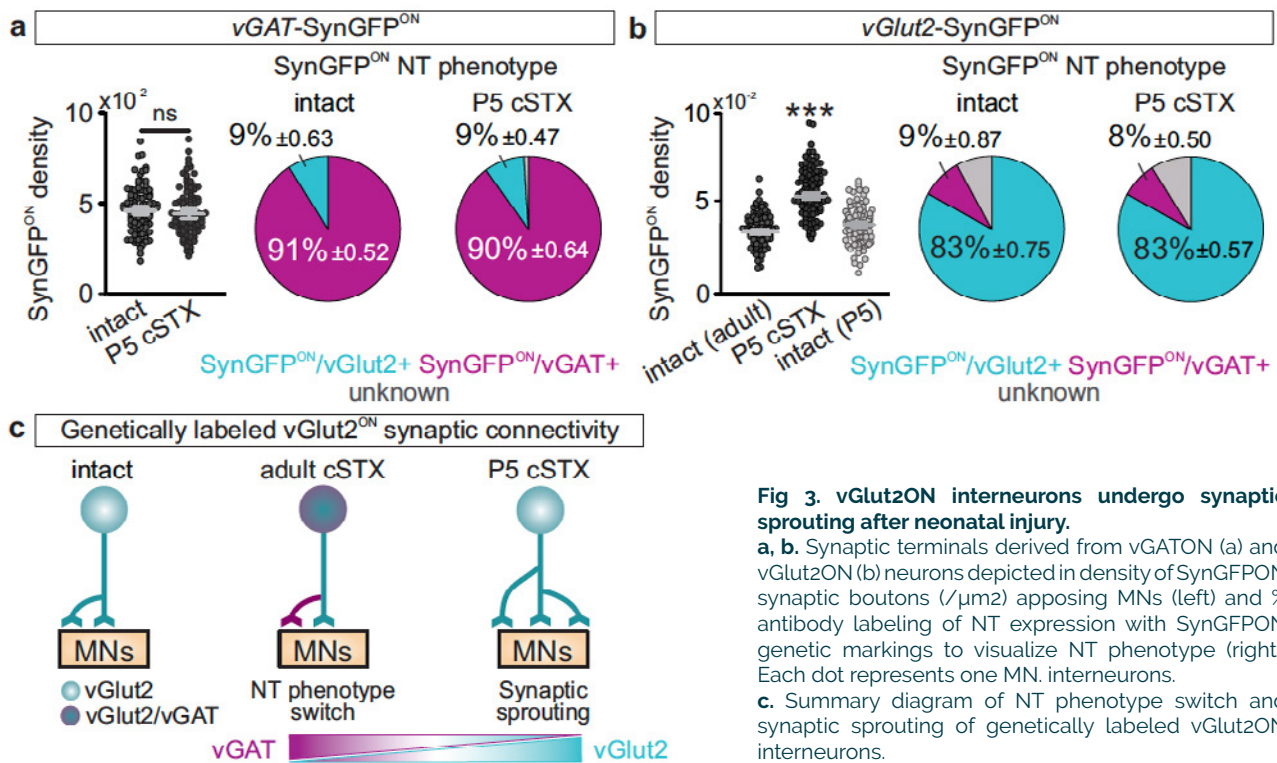 a vGAT-SynGFP^ON
SynGFP^ON NT phenotype
intact P5 cSTX
x10^2
SynGFP^ON density
10
5
0
ns
intact
P5 cSTX
9% ±0.63
91% ±0.52
9% ±0.47
90% ±0.64
SynGFP^ON/vGlut2+ SynGFP^ON/vGAT+
unknown
b vGlut2-SynGFP^ON
SynGFP^ON NT phenotype
intact P5 cSTX
x10^-2
SynGFP^ON density
10
5
0
***
intact (adult)
P5 cSTX
intact (P5)
9% ±0.87
83% ±0.75
8% ±0.50
83% ±0.57
SynGFP^ON/vGlut2+ SynGFP^ON/vGAT+
unknown
c Genetically labeled vGlut2^ON synaptic connectivity
intact adult cSTX P5 cSTX
MNs MNs MNs
vGlut2
vGlut2/vGAT
NT phenotype
switch
Synaptic
sprouting
vGAT vGlut2
Fig 3. vGlut2ON interneurons undergo synaptic
sprouting after neonatal injury.
a, b. Synaptic terminals derived from vGATON (a) and
vGlut2ON (b) neurons depicted in density of SynGFPON
synaptic boutons (/μm2) apposing MNs (left) and %
antibody labeling of NT expression with SynGFPON
genetic markings to visualize NT phenotype (right
Each dot represents one MN. interneurons.
c. Summary diagram of NT phenotype switch and
synaptic sprouting of genetically labeled vGlut2ON
interneurons.